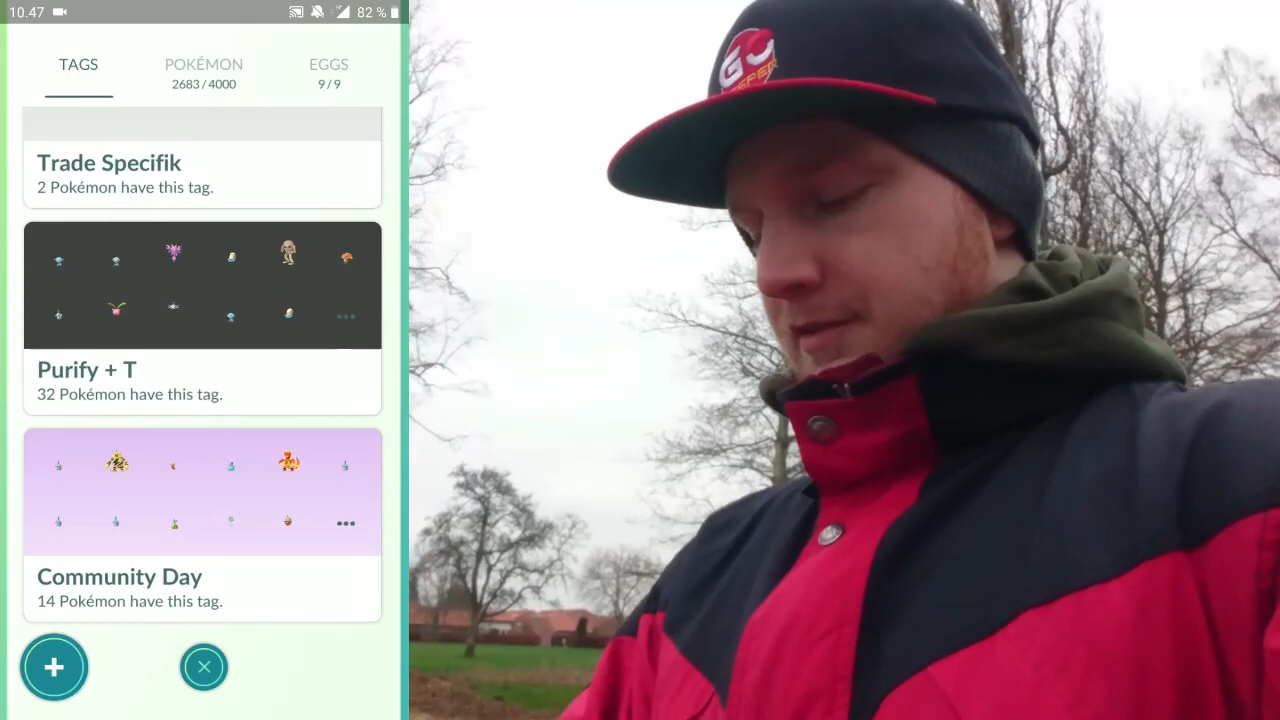 10.47
82 %
TAGS
POKÉMON
2683/4000
EGGS
9/9
Trade Specifik
2 Pokémon have this tag.
Purify + T
32 Pokémon have this tag.
Community Day
14 Pokémon have this tag.
GO